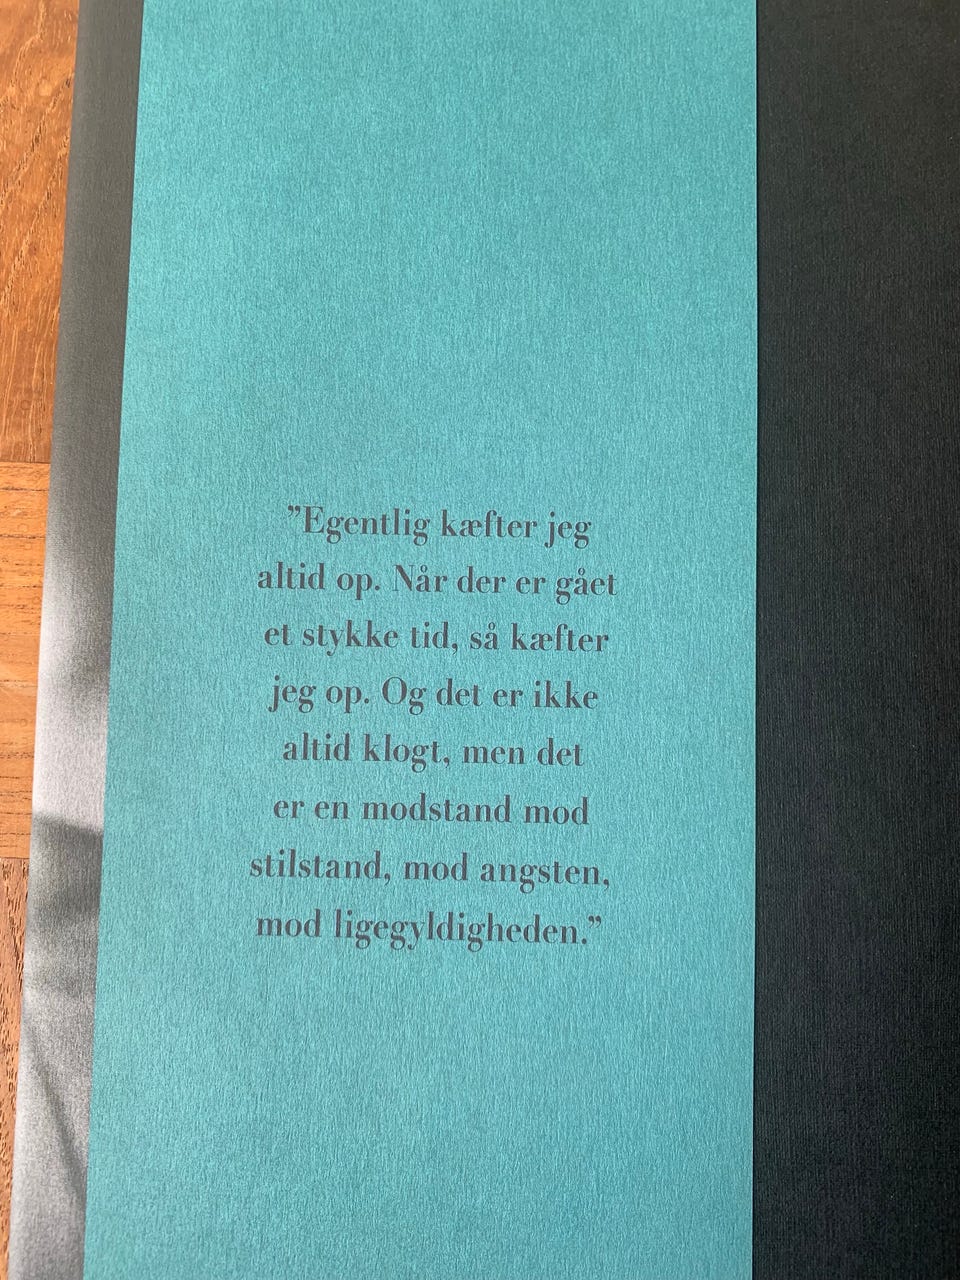 ”Egentlig kæfter jeg
altid op. Når der er gået
et stykke tid, så kæfter
jeg op. Og det er ikke
altid klogt, men det
er en modstand mod
stilstand, mod angsten,
mod ligegyldigheden.”